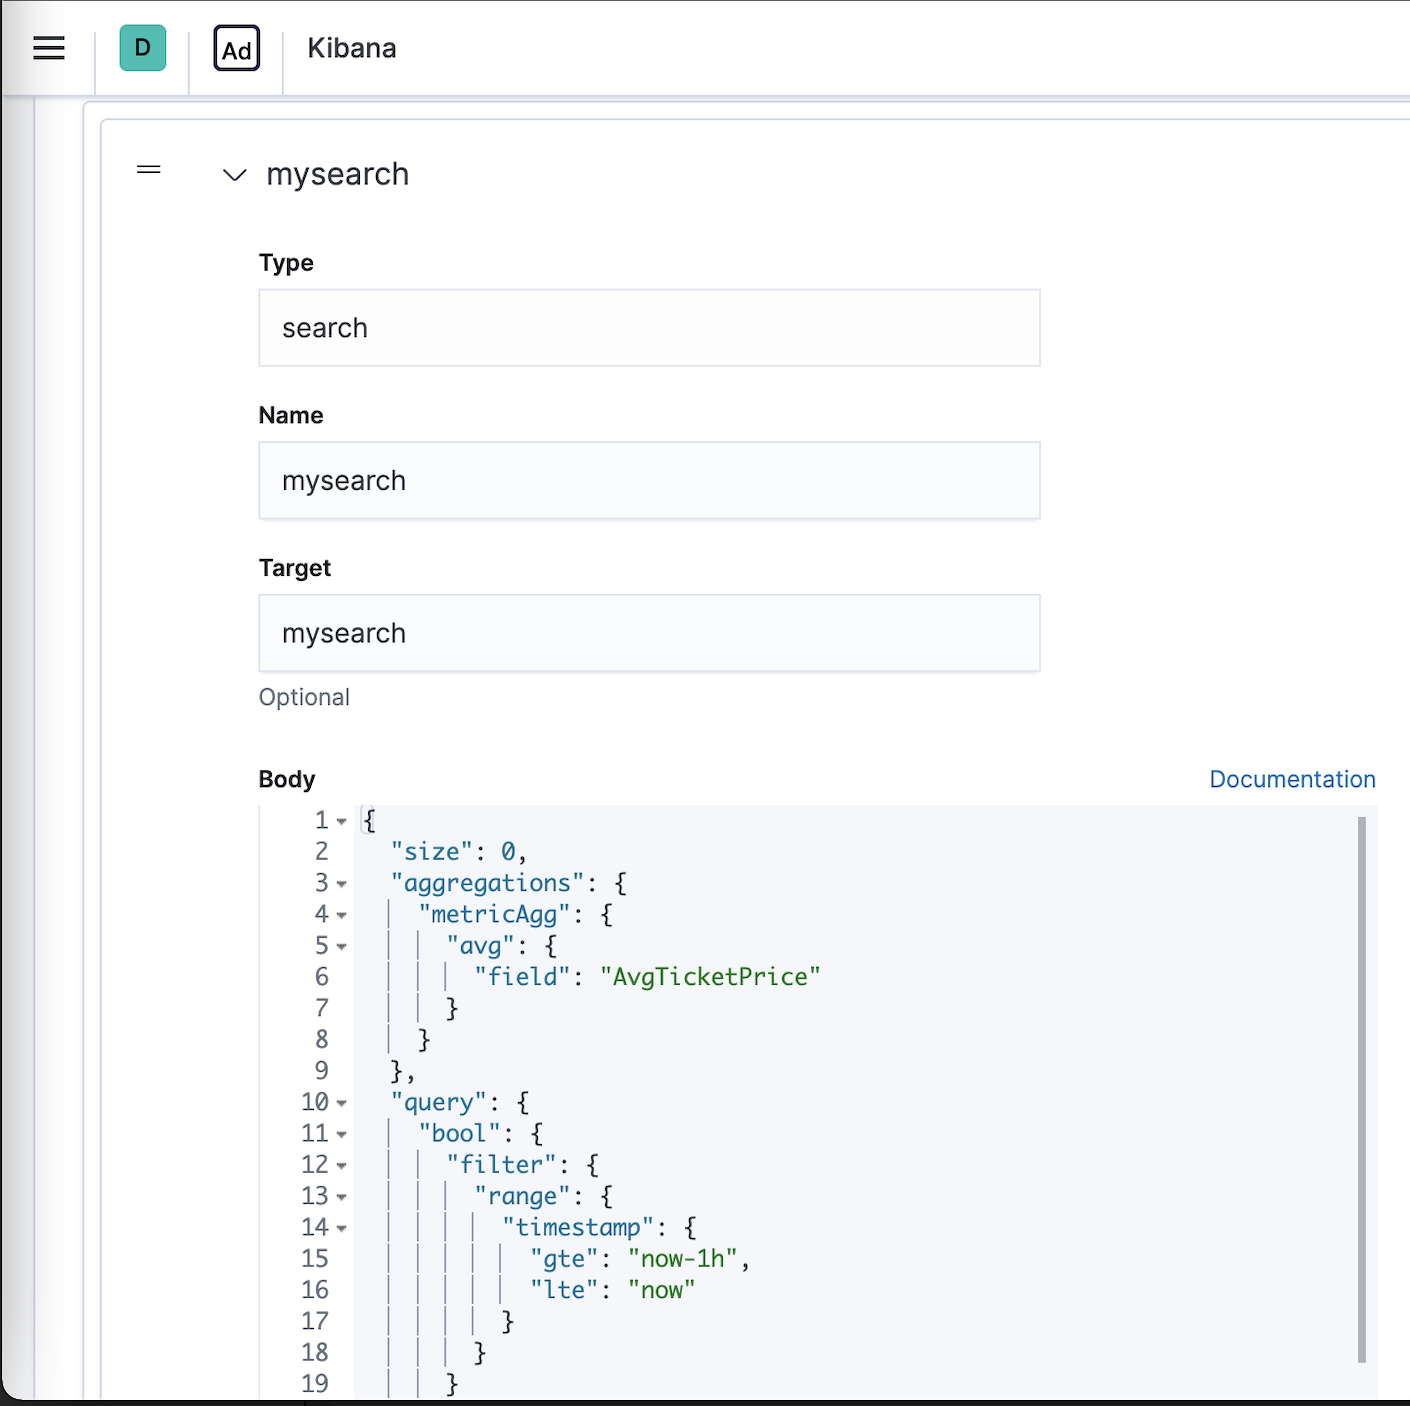 D
Ad
Kibana
mysearch
Type
search
Name
mysearch
Target
mysearch
Optional
Body
Documentation
1 {
2   "size": 0,
3   "aggregations": {
4     "metricAgg": {
5       "avg": {
6         "field": "AvgTicketPrice"
7       }
8     }
9   },
10   "query": {
11     "bool": {
12       "filter": {
13         "range": {
14           "timestamp": {
15             "gte": "now-1h",
16             "lte": "now"
17           }
18         }
19       }